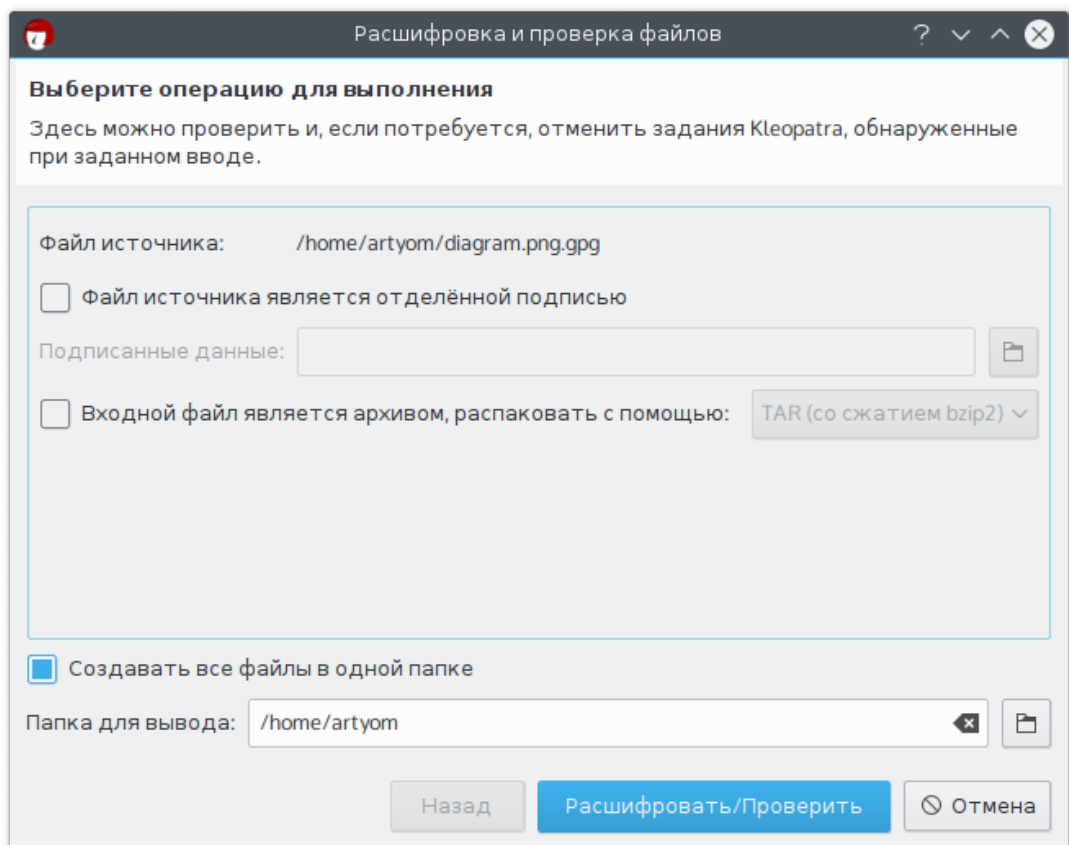 Расшифровка и проверка файлов
Выберите операцию для выполнения
Здесь можно проверить и, если потребуется, отменить задания Kleopatra, обнаруженные
при заданном вводе.
Файл источника: /home/artyom/diagram.png.gpg
Файл источника является отделённой подписью
Подписанные данные:
Входной файл является архивом, распаковать с помощью: TAR (со сжатием bzip2)
Создавать все файлы в одной папке
Папка для вывода: /home/artyom
Назад Расшифровать/Проверить Отмена